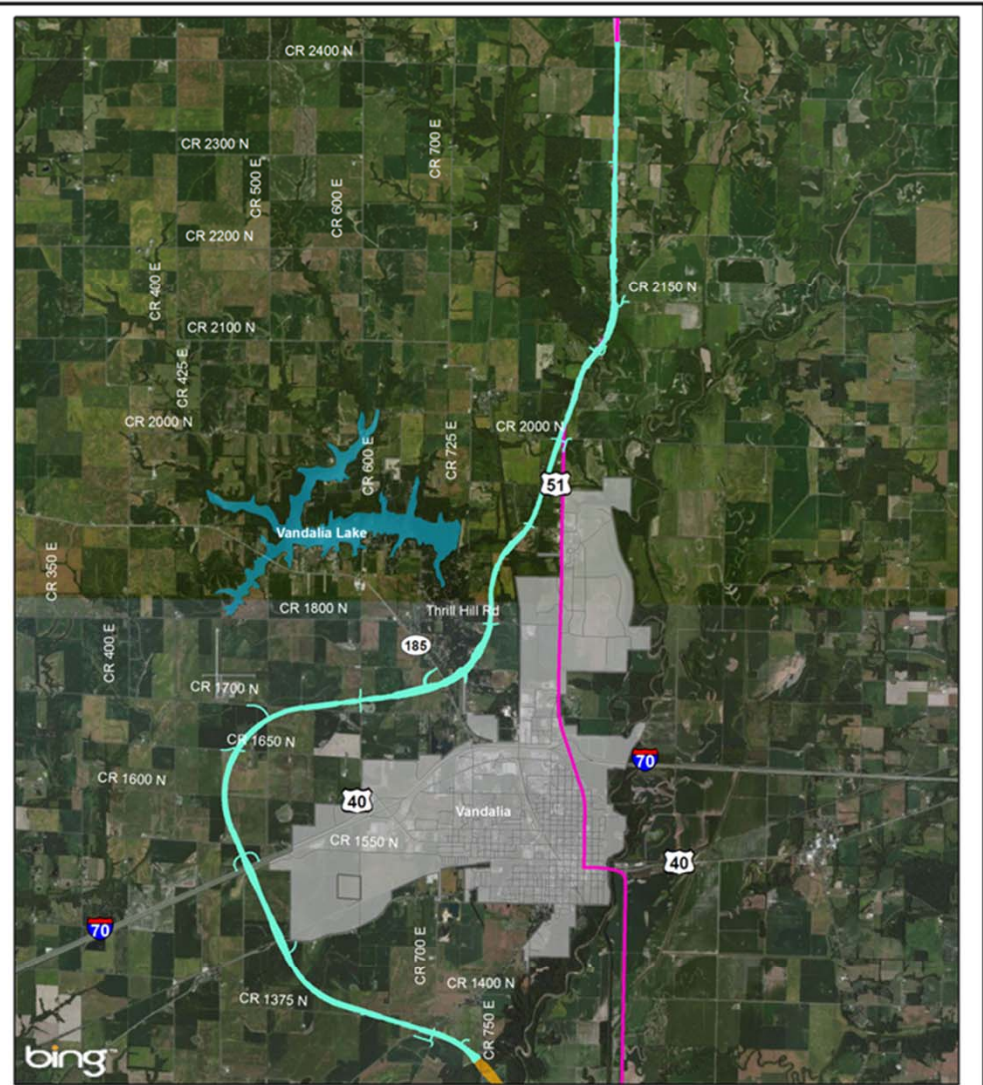 CR 2400 N
CR 2300 N
CR 700 E
CR 500 E
CR 600 E
CR 2200 N
CR 400 E
CR 2150 N
CR 2100 N
CR 425 E
CR 2000 N
CR 2000 N
CR 725 E
CR 600 E
51
Vandalia Lake
CR 350 E
CR 1800 N
Thrill Hill Rd
185
CR 400 E
CR 1700 N
CR 1650 N
70
CR 1600 N
40
Vandalia
CR 1550 N
40
70
CR 700 E
CR 1400 N
CR 1375 N
CR 750 E
bing